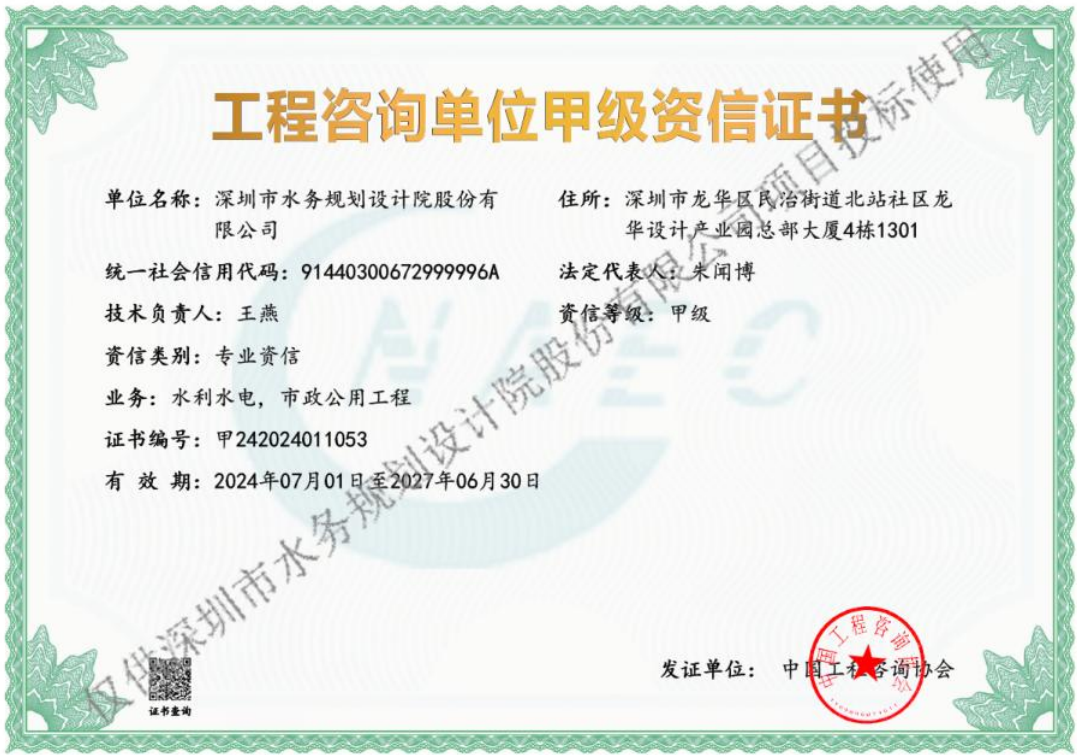 工程咨询单位甲级资信证书
单位名称：深圳市水务规划设计院股份有
限公司
住所：深圳市龙华区民治街道北站社区龙
华设计产业园总部大厦4栋1301
统一社会信用代码：91440300672999996A
法定代表人：朱闻博
技术负责人：王燕
资信等级：甲级
资信类别：专业资信
业务：水利水电，市政公用工程
证书编号：甲242024011053
有 效 期：2024年07月01日至2027年06月30日
CNAEC
仅供深圳市水务规划设计院股份有限公司项目投标使用
证书查询
发证单位： 中国工程咨询协会
中国工程咨询协会